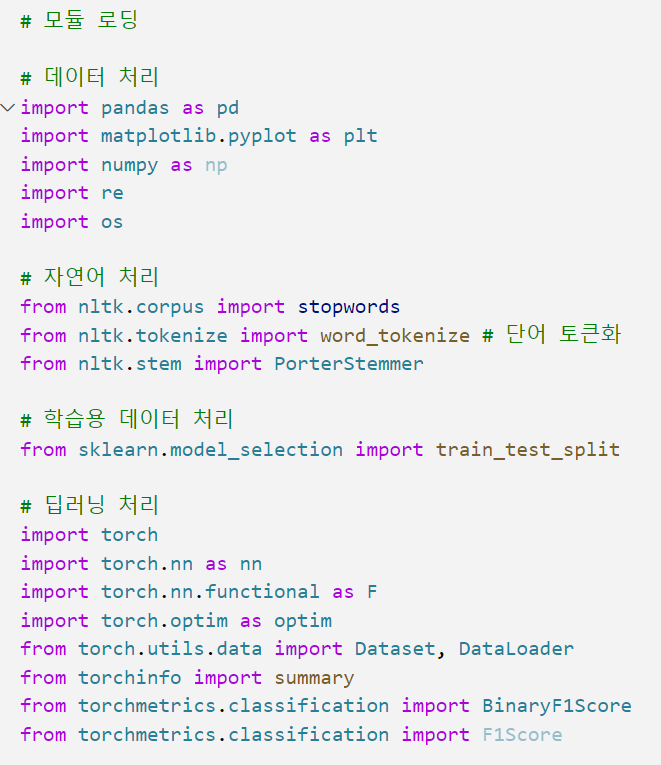 # 모듈 로딩
# 데이터 처리
import pandas as pd
import matplotlib.pyplot as plt
import numpy as np
import re
import os
# 자연어 처리
from nltk.corpus import stopwords
from nltk.tokenize import word_tokenize # 단어 토큰화
from nltk.stem import PorterStemmer
# 학습용 데이터 처리
from sklearn.model_selection import train_test_split
# 딥러닝 처리
import torch
import torch.nn as nn
import torch.nn.functional as F
import torch.optim as optim
from torch.utils.data import Dataset, DataLoader
from torchinfo import summary
from torchmetrics.classification import BinaryF1Score
from torchmetrics.classification import F1Score